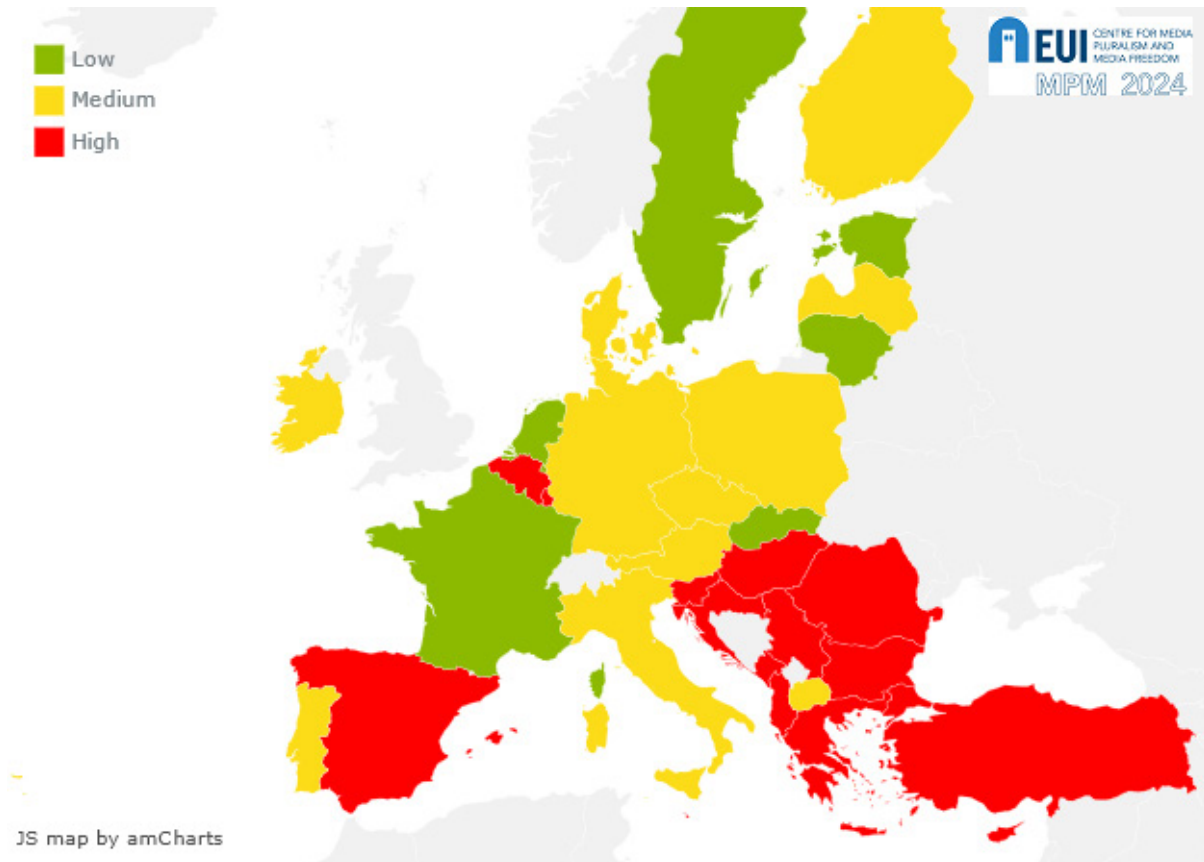 Low
Medium
High
EUI
CENTRE FOR MEDIA
PLURALISM AND
MEDIA FREEDOM
MPM 2024
JS map by amCharts